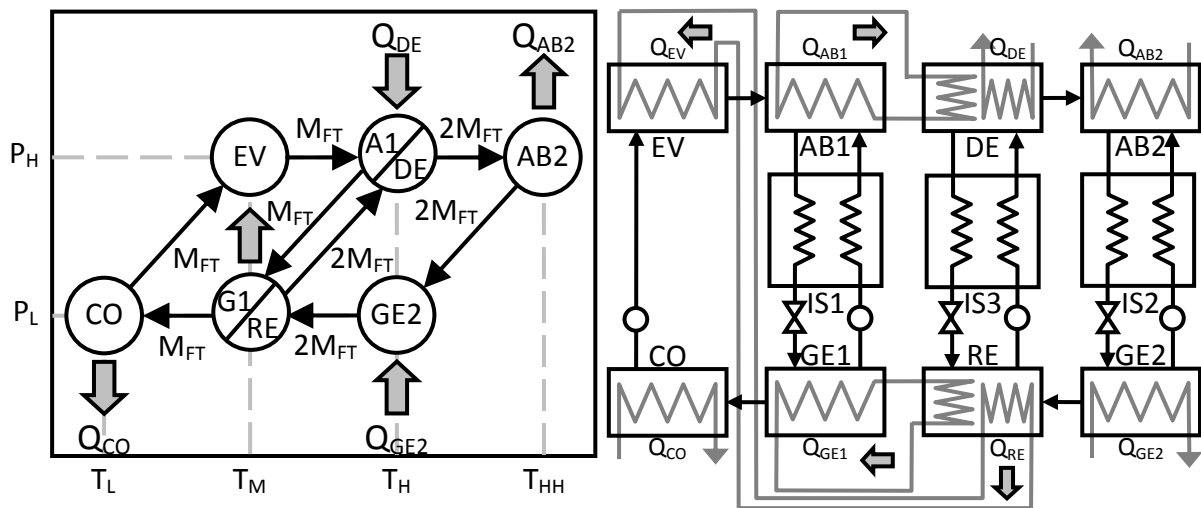 Q_DE Q_AB2
P_H EV M_FT A1 DE 2M_FT AB2
M_FT 2M_FT
M_FT 2M_FT
P_L CO G1 RE GE2
M_FT 2M_FT
Q_CO Q_GE2
T_L T_M T_H T_HH
Q_EV Q_AB1 Q_DE Q_AB2
EV AB1 DE AB2
IS1 IS3 IS2
CO GE1 RE GE2
Q_CO Q_GE1 Q_RE Q_GE2